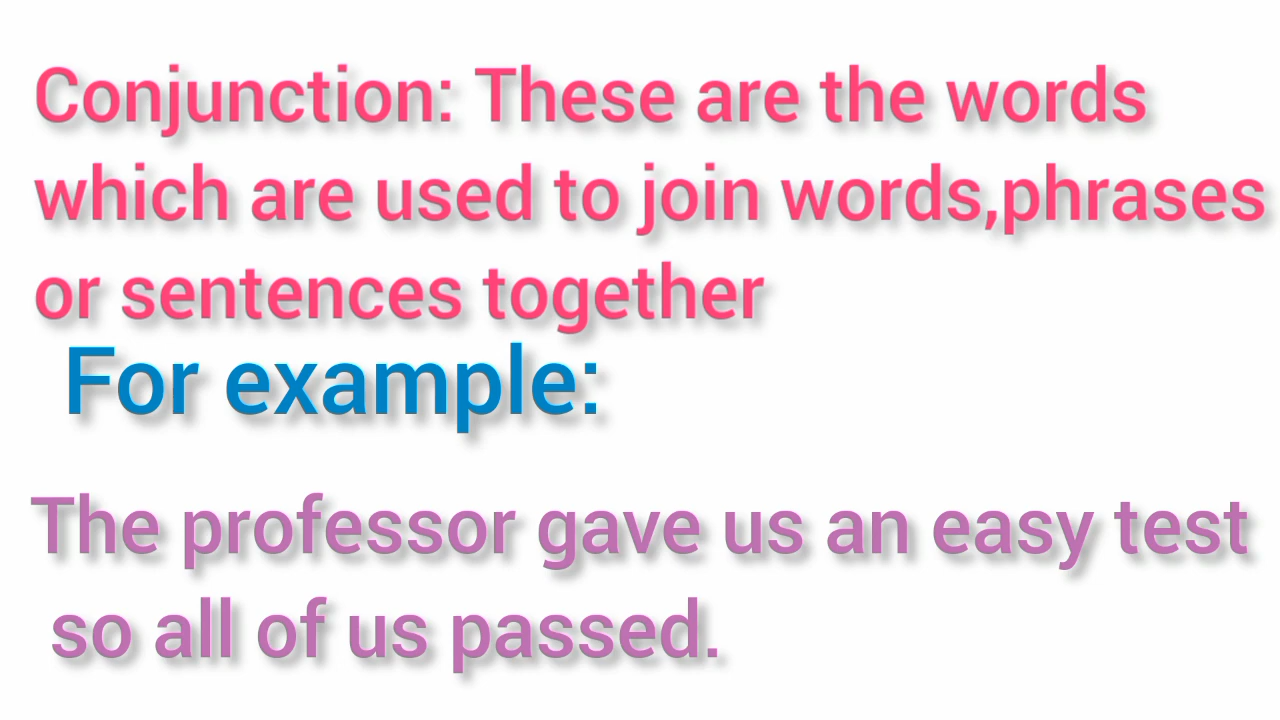 Conjunction: These are the words
which are used to join words,phrases
or sentences together
For example:
The professor gave us an easy test
so all of us passed.